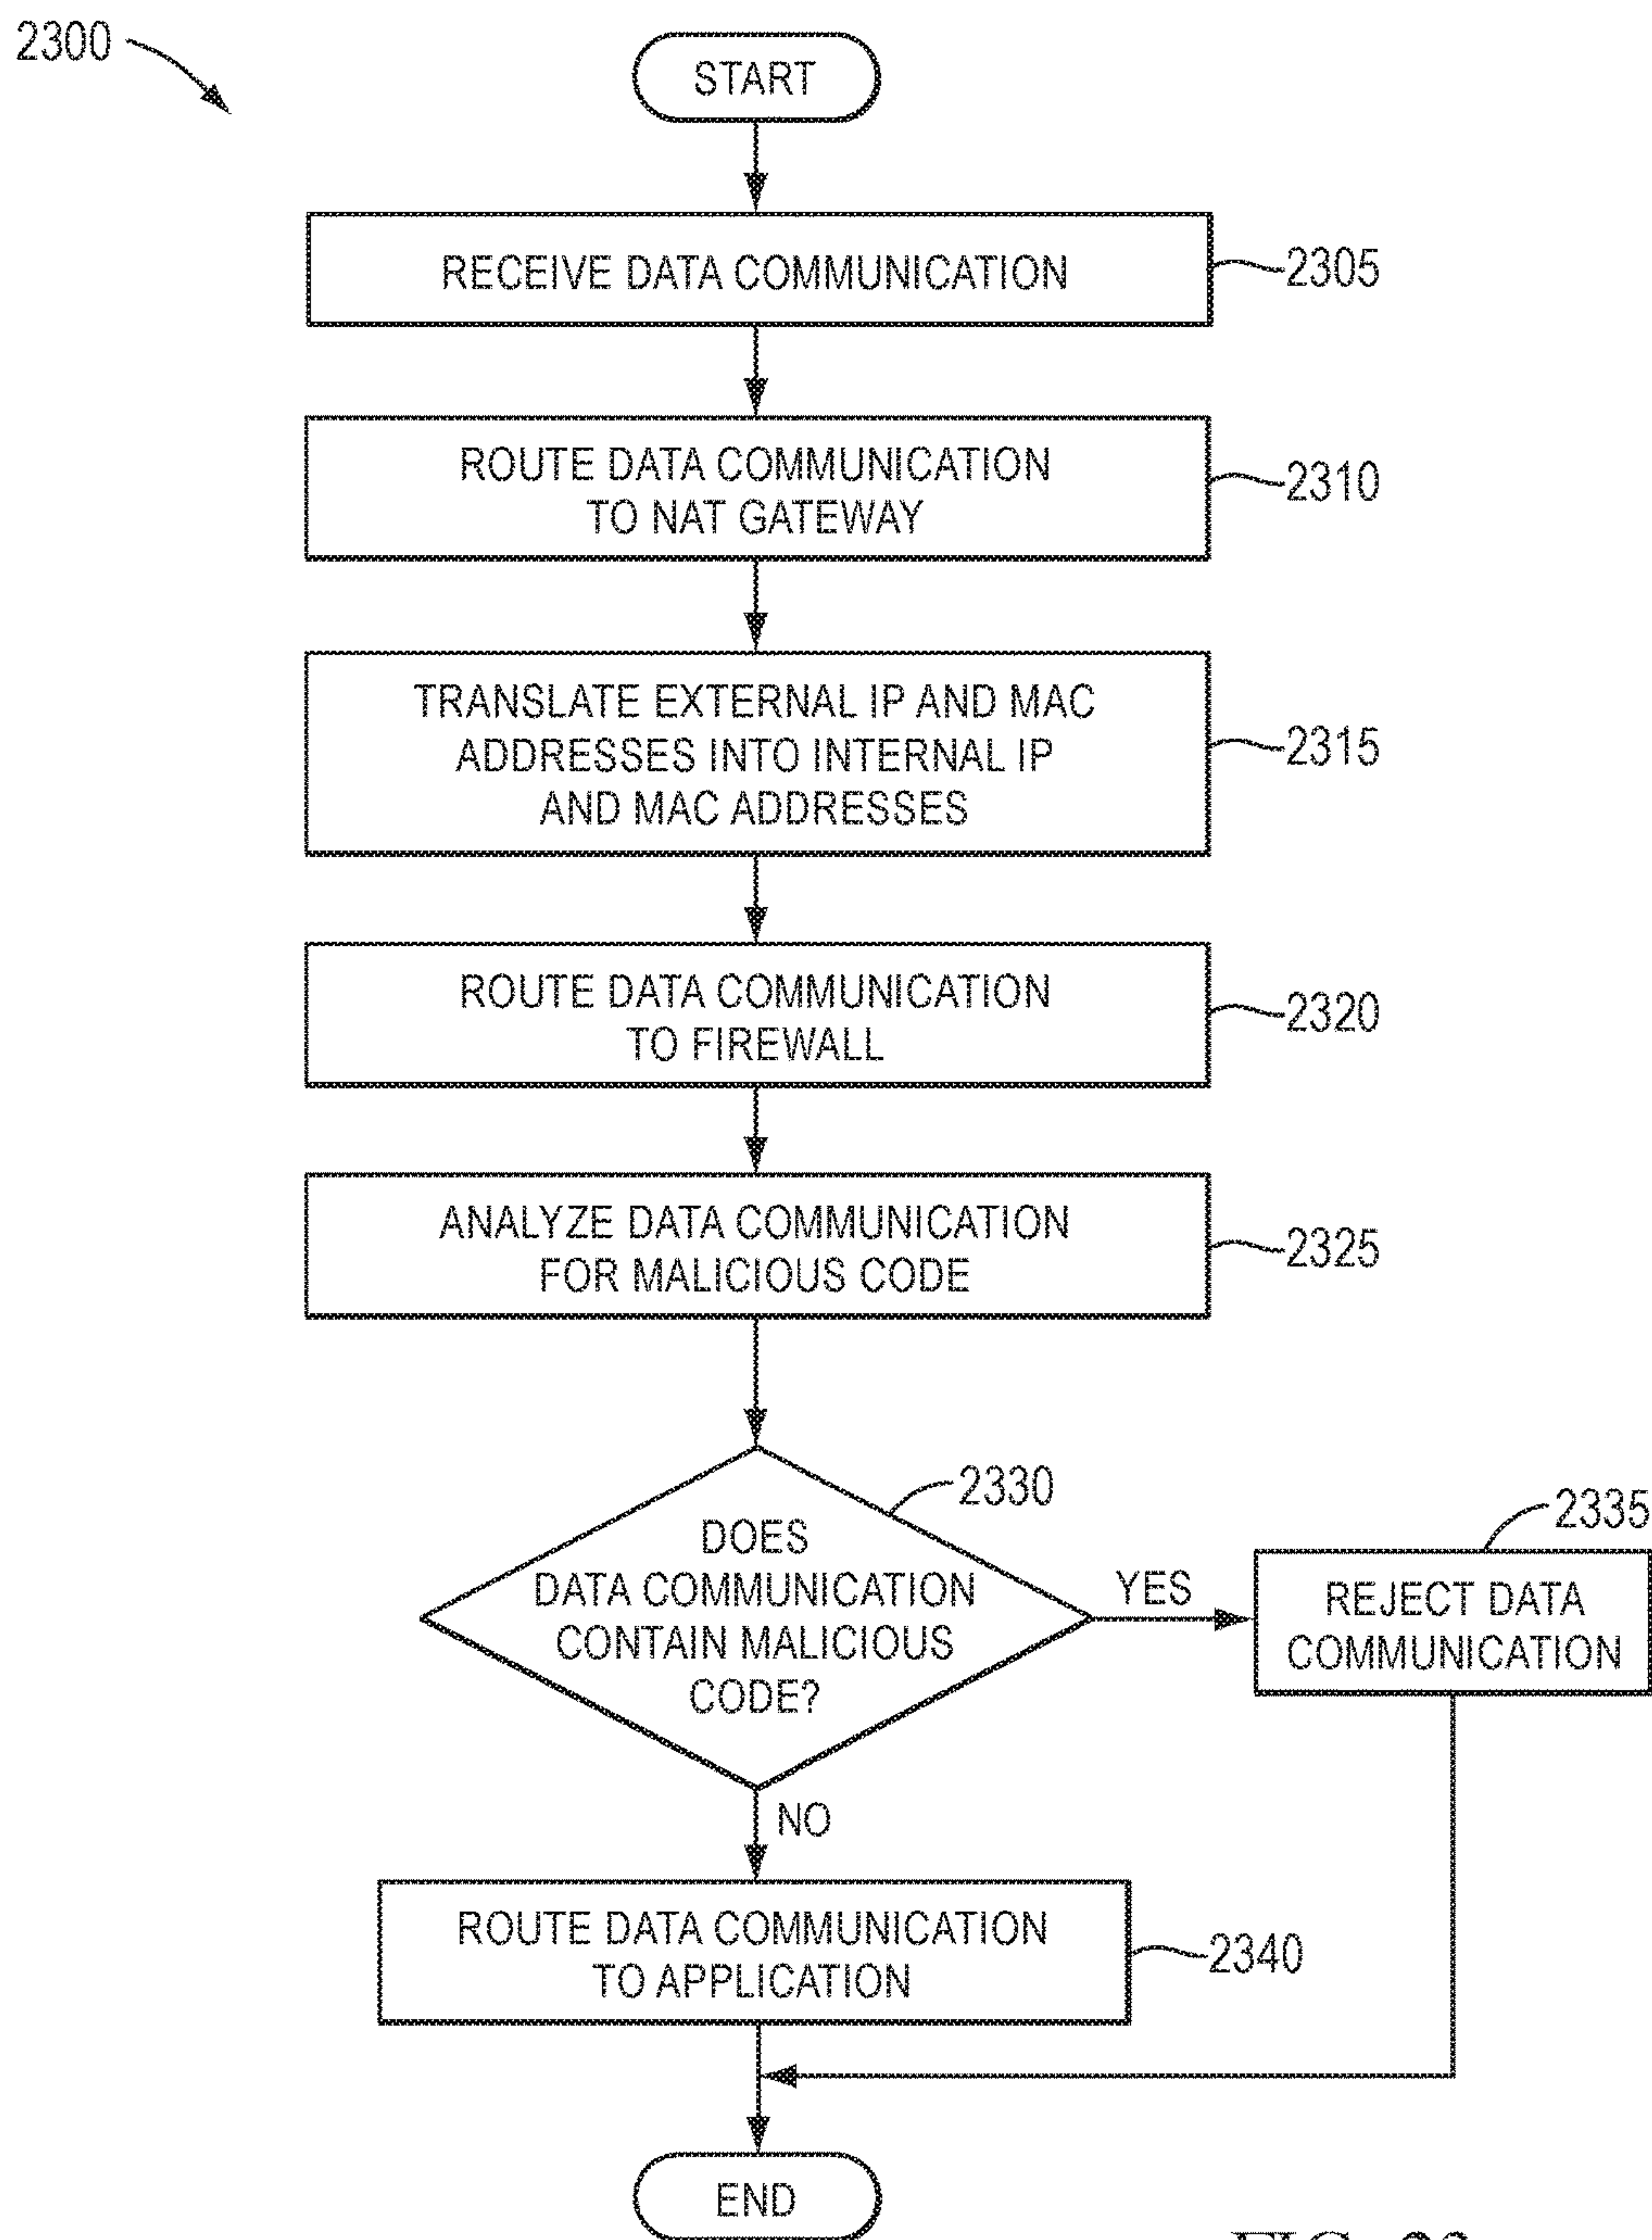 2300
START
RECEIVE DATA COMMUNICATION
2305
ROUTE DATA COMMUNICATION
TO NAT GATEWAY
2310
TRANSLATE EXTERNAL IP AND MAC
ADDRESSES INTO INTERNAL IP
AND MAC ADDRESSES
2315
ROUTE DATA COMMUNICATION
TO FIREWALL
2320
ANALYZE DATA COMMUNICATION
FOR MALICIOUS CODE
2325
DOES
DATA COMMUNICATION
CONTAIN MALICIOUS
CODE?
2330
YES
REJECT DATA
COMMUNICATION
2335
NO
ROUTE DATA COMMUNICATION
TO APPLICATION
2340
END